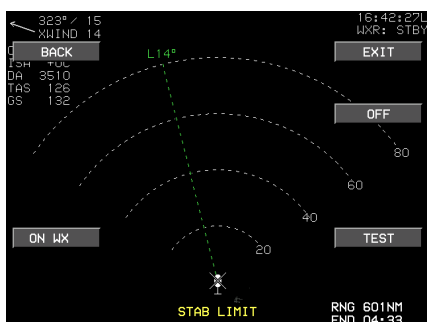 323° / 15
XWIND 14
16:42:27L
WXR: STBY
BACK
L14°
EXIT
ISA +0C
DA 3510
TAS 126
GS 132
OFF
80
60
40
ON WX
TEST
20
STAB LIMIT
RNG 601NM
END 04:33